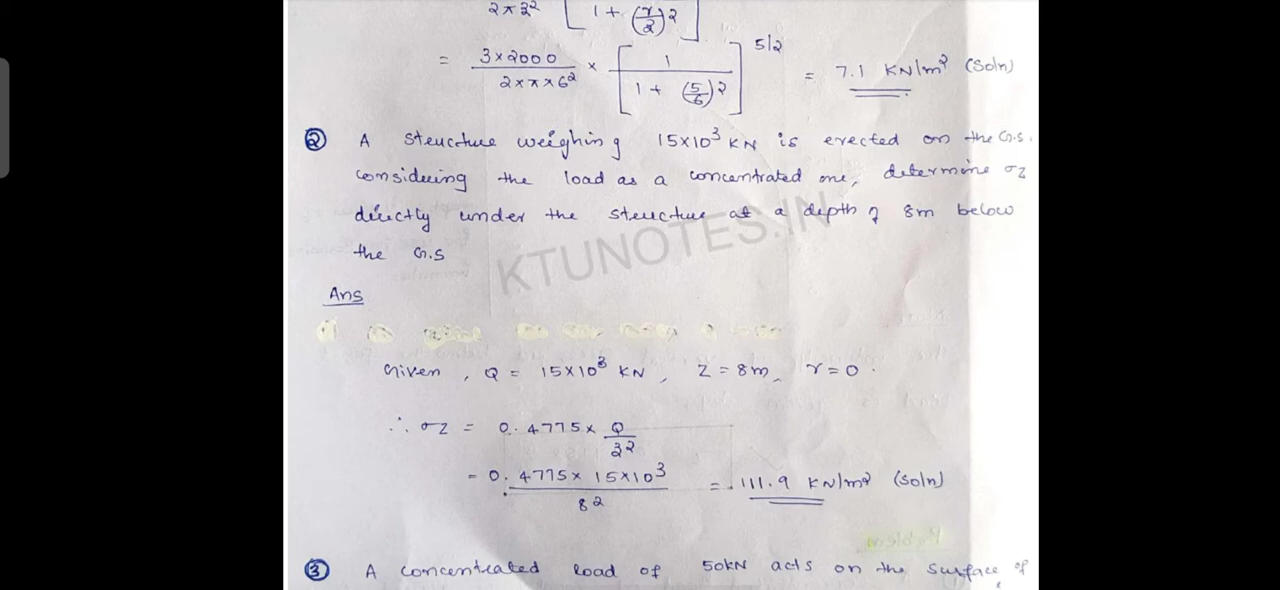 2π z² [ 1 + (r/z)² ]
= 3×2000 / 2×π×6² × [ 1 / 1 + (5/6)² ]^5/2 = 7.1 KN/m² (Soln)
② A structure weighing 15×10³ KN is erected on the G.S.
considering the load as a concentrated one, determine σz
directly under the structure at a depth of 8m below
the G.S
KTUNOTES.IN
Ans
Given, Q = 15×10³ KN, Z = 8m, r = 0.
∴ σz = 0.4775 × Q / z²
= 0.4775 × 15×10³ / 8² = 111.9 KN/m² (Soln)
Problem
③ A concentrated load of 50KN acts on the surface of